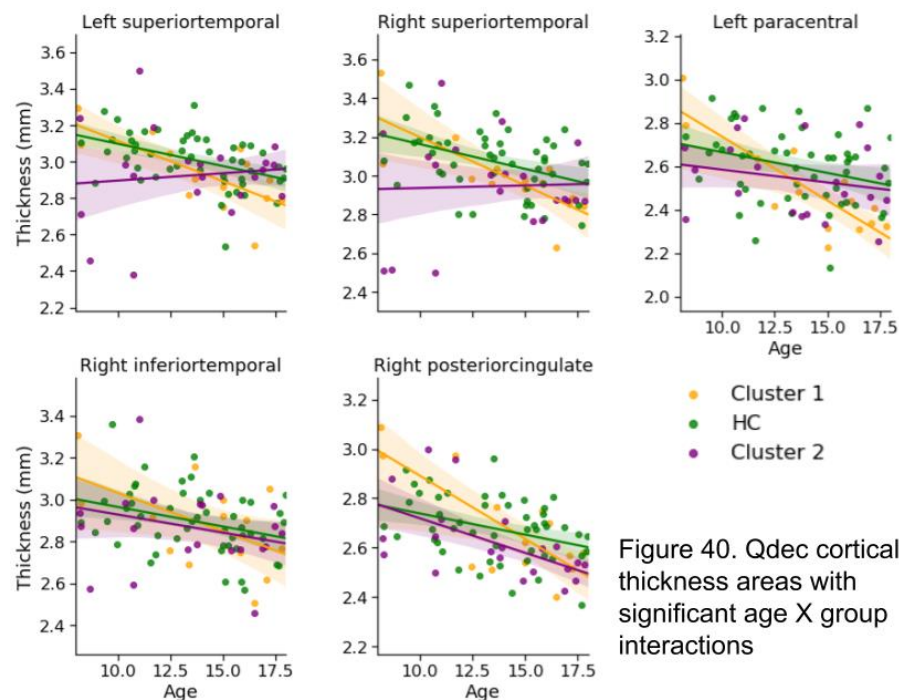 Left superiortemporal
Right superiortemporal
Left paracentral
Thickness (mm)
3.6
3.4
3.2
3.0
2.8
2.6
2.4
2.2
3.6
3.4
3.2
3.0
2.8
2.6
2.4
3.2
3.0
2.8
2.6
2.4
2.2
2.0
10.0 12.5 15.0 17.5
Age
Right inferiortemporal
Right posteriorcingulate
Cluster 1
HC
Cluster 2
Thickness (mm)
3.4
3.2
3.0
2.8
2.6
2.4
10.0 12.5 15.0 17.5
Age
3.2
3.0
2.8
2.6
2.4
2.2
10.0 12.5 15.0 17.5
Age
Figure 40. Qdec cortical
thickness areas with
significant age X group
interactions